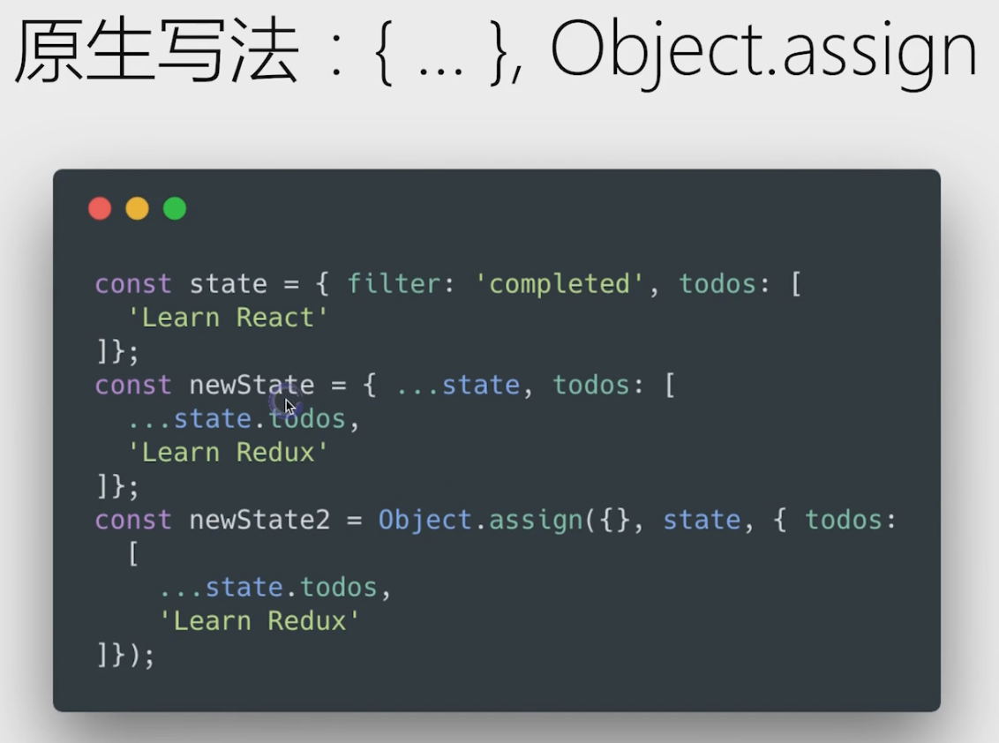 原生写法：{ ... }, Object.assign
const state = { filter: 'completed', todos: [
  'Learn React'
]};
const newState = { ...state, todos: [
  ...state.todos,
  'Learn Redux'
]};
const newState2 = Object.assign({}, state, { todos:
  [
    ...state.todos,
    'Learn Redux'
]});